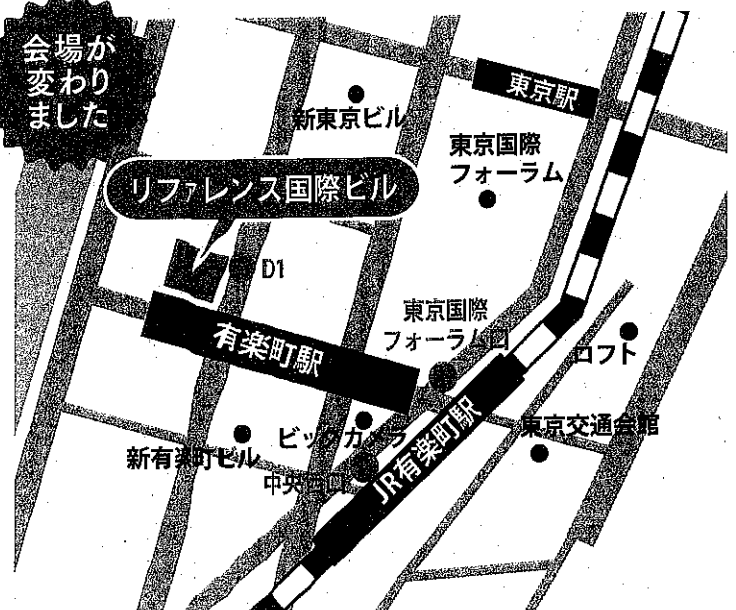 会場が
変わり
ました
東京駅
新東京ビル
東京国際
フォーラム
リファレンス国際ビル
D1
東京国際
フォーラム口
有楽町駅
ロフト
ビックカメラ
東京交通会館
新有楽町ビル
中央西口
JR有楽町駅